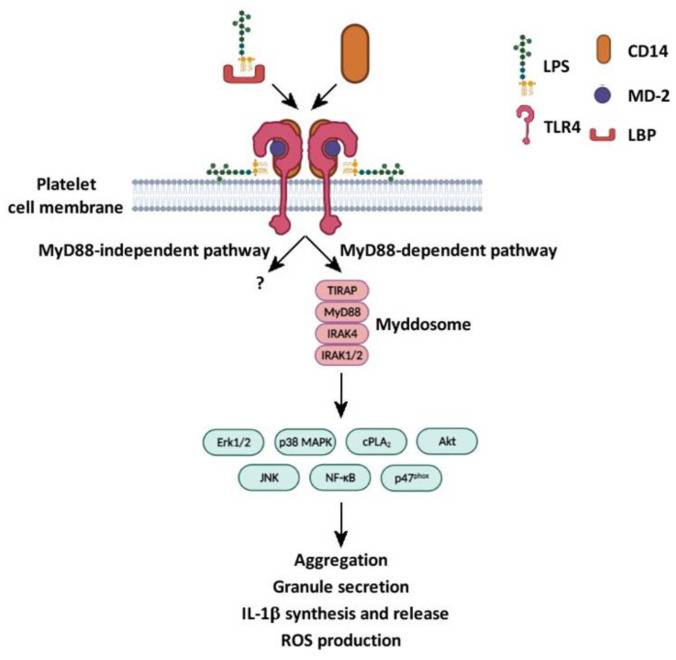 LPS
CD14
MD-2
TLR4
LBP
Platelet
cell membrane
MyD88-independent pathway
MyD88-dependent pathway
?
TIRAP
MyD88
IRAK4
IRAK1/2
Myddosome
Erk1/2
p38 MAPK
cPLA₂
Akt
JNK
NF-κB
p47ᵖʰᵒˣ
Aggregation
Granule secretion
IL-1β synthesis and release
ROS production